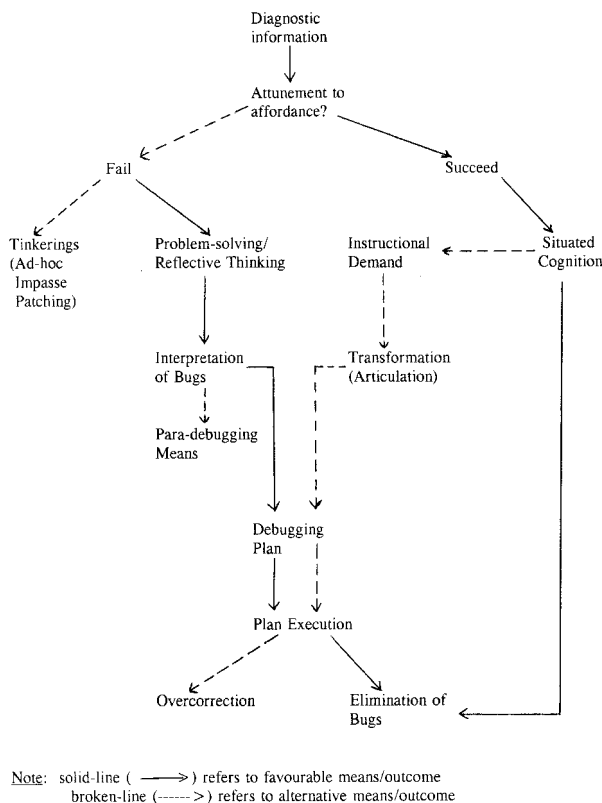 Diagnostic
information
Attunement to
affordance?
Fail
Succeed
Tinkerings
(Ad-hoc
Impasse
Patching)
Problem-solving/
Reflective Thinking
Instructional
Demand
Situated
Cognition
Interpretation
of Bugs
Transformation
(Articulation)
Para-debugging
Means
Debugging
Plan
Plan Execution
Overcorrection
Elimination of
Bugs
Note: solid-line ( ——> ) refers to favourable means/outcome
broken-line (------ > ) refers to alternative means/outcome